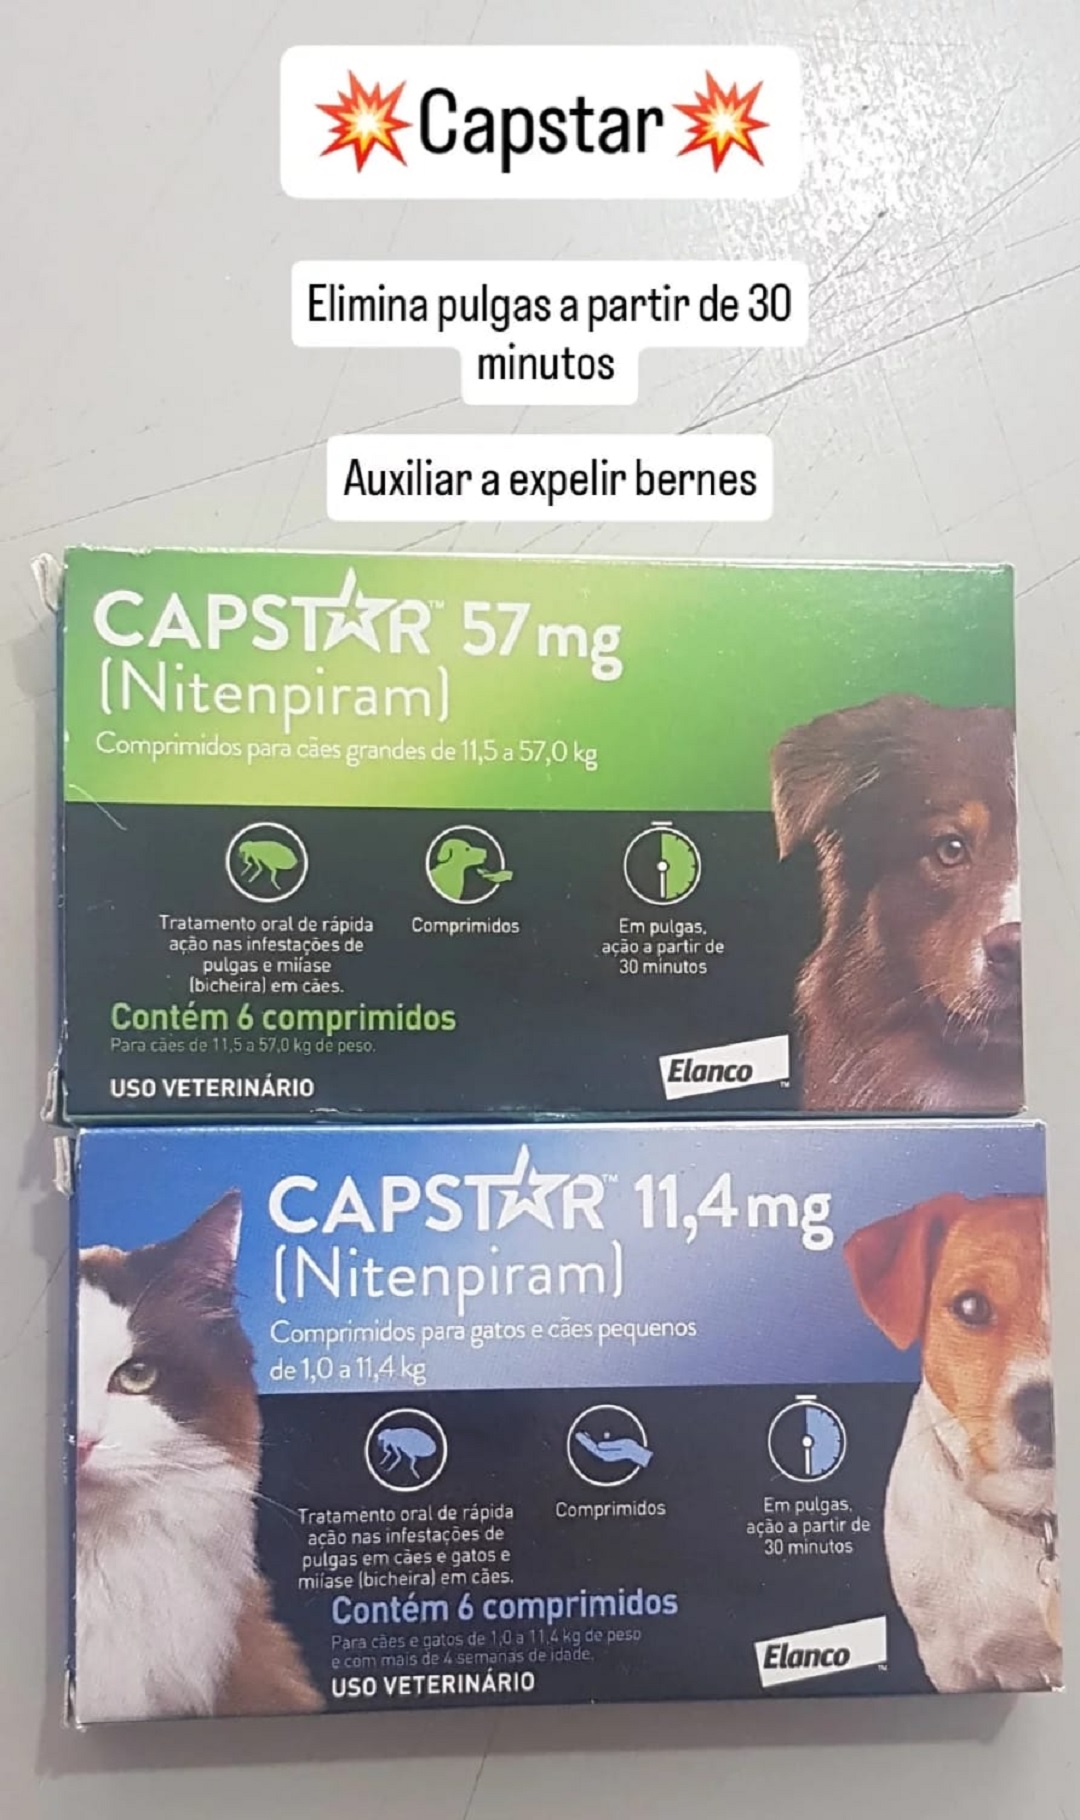 💥Capstar💥
Elimina pulgas a partir de 30
minutos
Auxiliar a expelir bernes
CAPSTAR™ 57 mg
(Nitenpiram)
Comprimidos para cães grandes de 11,5 a 57,0 kg
Tratamento oral de rápida
ação nas infestações de
pulgas e miíase
(bicheira) em cães.
Comprimidos
Em pulgas,
ação a partir de
30 minutos
Contém 6 comprimidos
Para cães de 11,5 a 57,0 kg de peso.
USO VETERINÁRIO
Elanco™
CAPSTAR™ 11,4 mg
(Nitenpiram)
Comprimidos para gatos e cães pequenos
de 1,0 a 11,4 kg
Tratamento oral de rápida
ação nas infestações de
pulgas em cães e gatos e
miíase (bicheira) em cães.
Comprimidos
Em pulgas,
ação a partir de
30 minutos
Contém 6 comprimidos
Para cães e gatos de 1,0 a 11,4 kg de peso
e com mais de 4 semanas de idade.
USO VETERINÁRIO
Elanco™